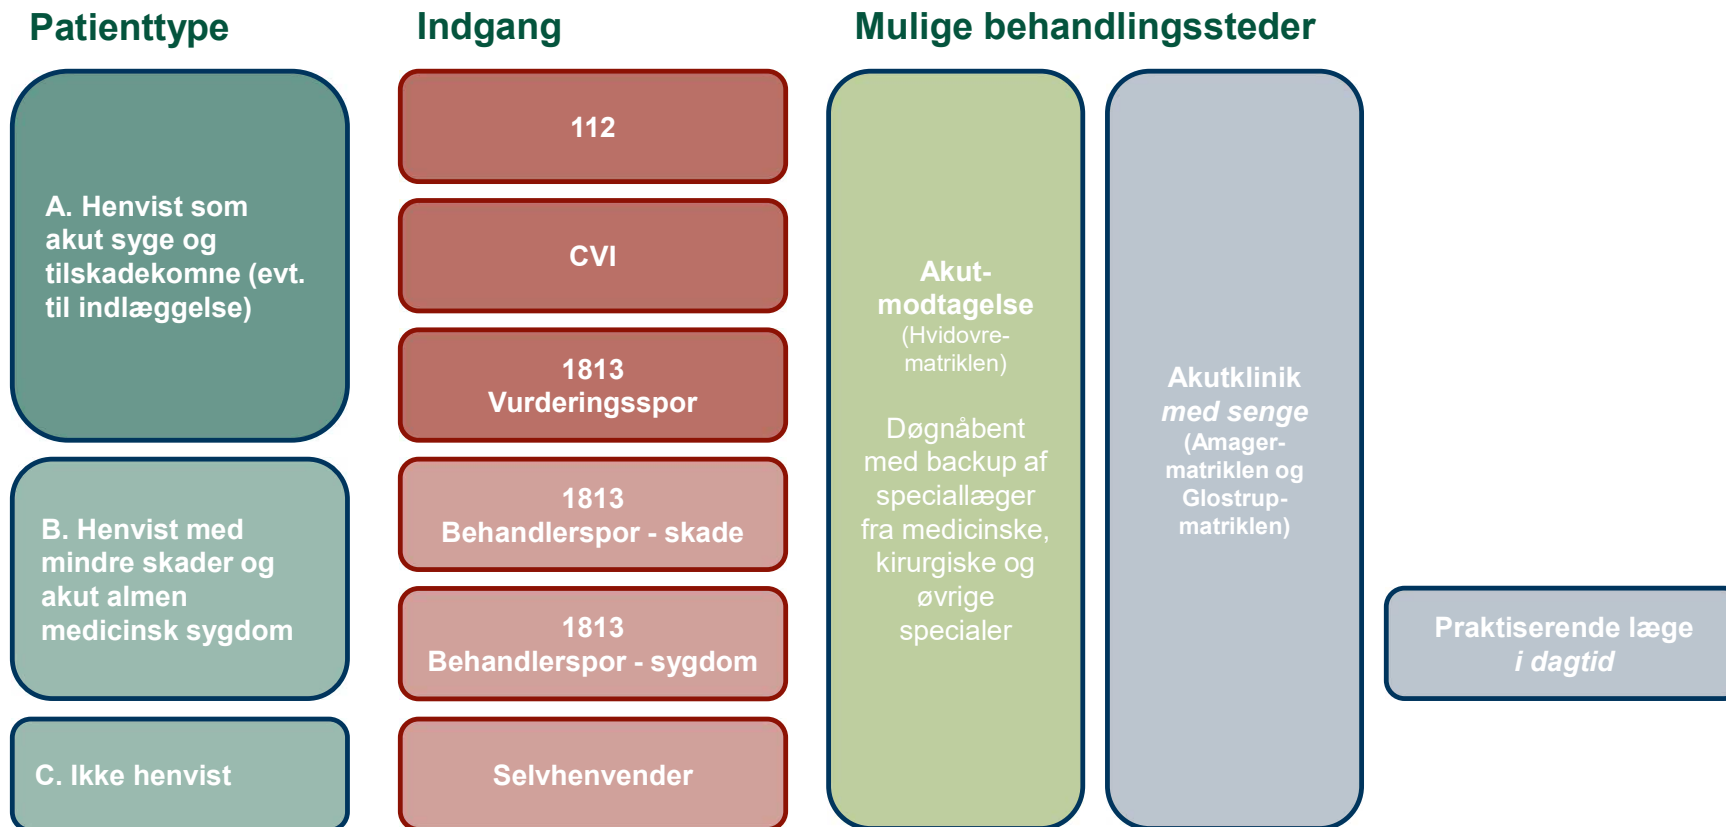 Patienttype
Indgang
Mulige behandlingssteder
A. Henvist som
akut syge og
tilskadekomne (evt.
til indlæggelse)
B. Henvist med
mindre skader og
akut almen
medicinsk sygdom
C. Ikke henvist
112
CVI
1813
Vurderingsspor
1813
Behandlerspor - skade
1813
Behandlerspor - sygdom
Selvhenvender
Akut-
modtagelse
(Hvidovre-
matriklen)
Døgnåbent
med backup af
speciallæger
fra medicinske,
kirurgiske og
øvrige
specialer
Akutklinik
med senge
(Amager-
matriklen og
Glostrup-
matriklen)
Praktiserende læge
i dagtid